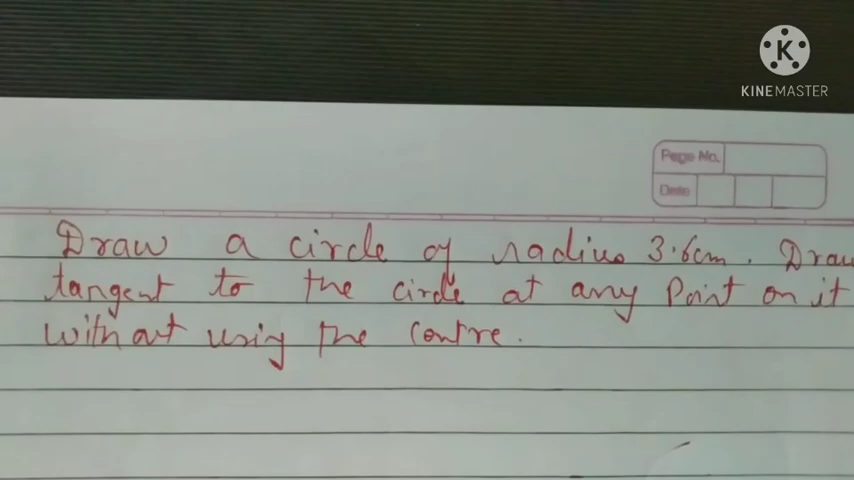 K
KINEMASTER
Page No.
Date
Draw a circle of radius 3.6cm. Draw
tangent to the circle at any Point on it
without using the centre.